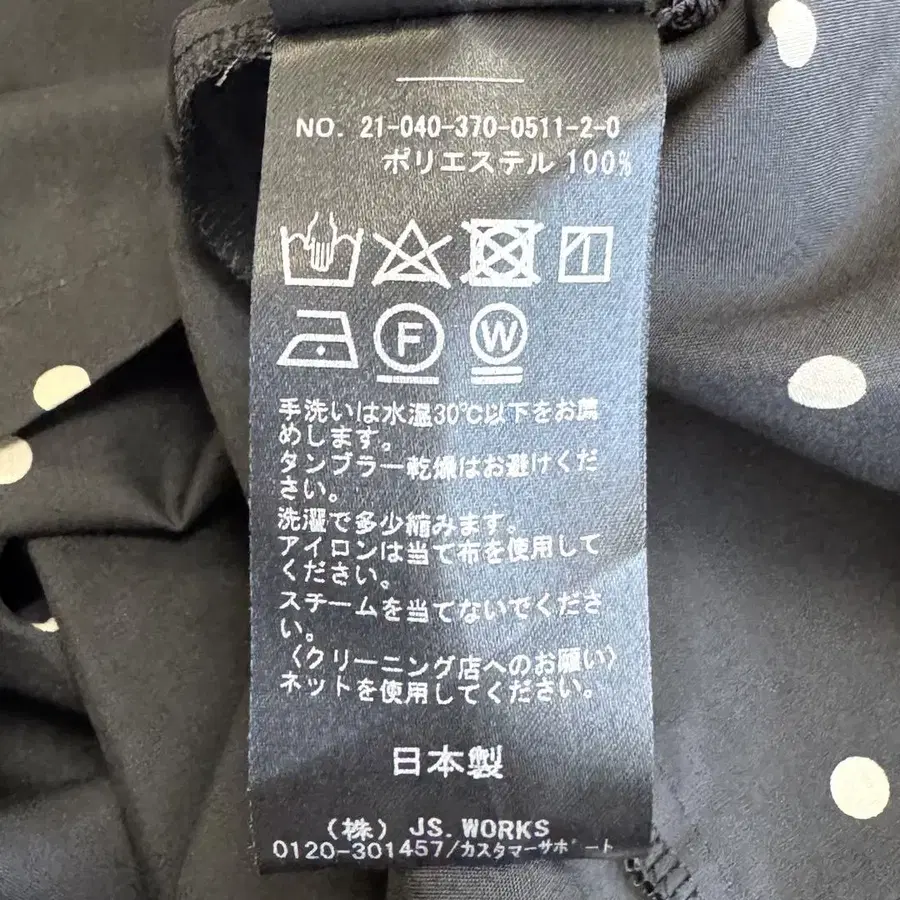 NO. 21-040-370-0511-2-0
ポリエステル 100%
F W
手洗いは水温30℃以下をお薦
めします。
タンブラー乾燥はお避けくだ
さい。
洗濯で多少縮みます。
アイロンは当て布を使用して
ください。
スチームを当てないでくださ
い。
〈クリーニング店へのお願い〉
ネットを使用してください。
日本製
(株) JS.WORKS
0120-301457/カスタマーサポート